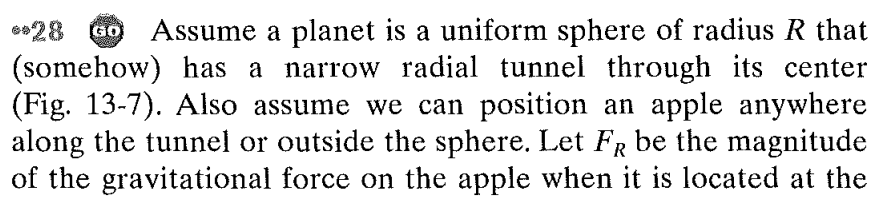 ••28 GO Assume a planet is a uniform sphere of radius R that
(somehow) has a narrow radial tunnel through its center
(Fig. 13-7). Also assume we can position an apple anywhere
along the tunnel or outside the sphere. Let F_R be the magnitude
of the gravitational force on the apple when it is located at the